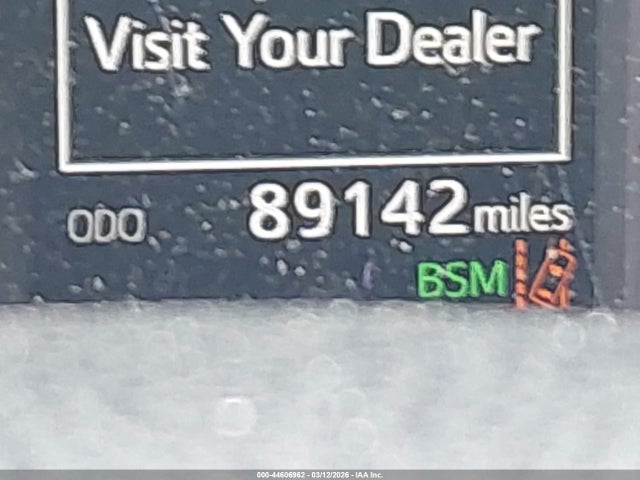 Visit Your Dealer
ODO 89142 miles
BSM
000-44606962 - 03/12/2026 - IAA Inc.